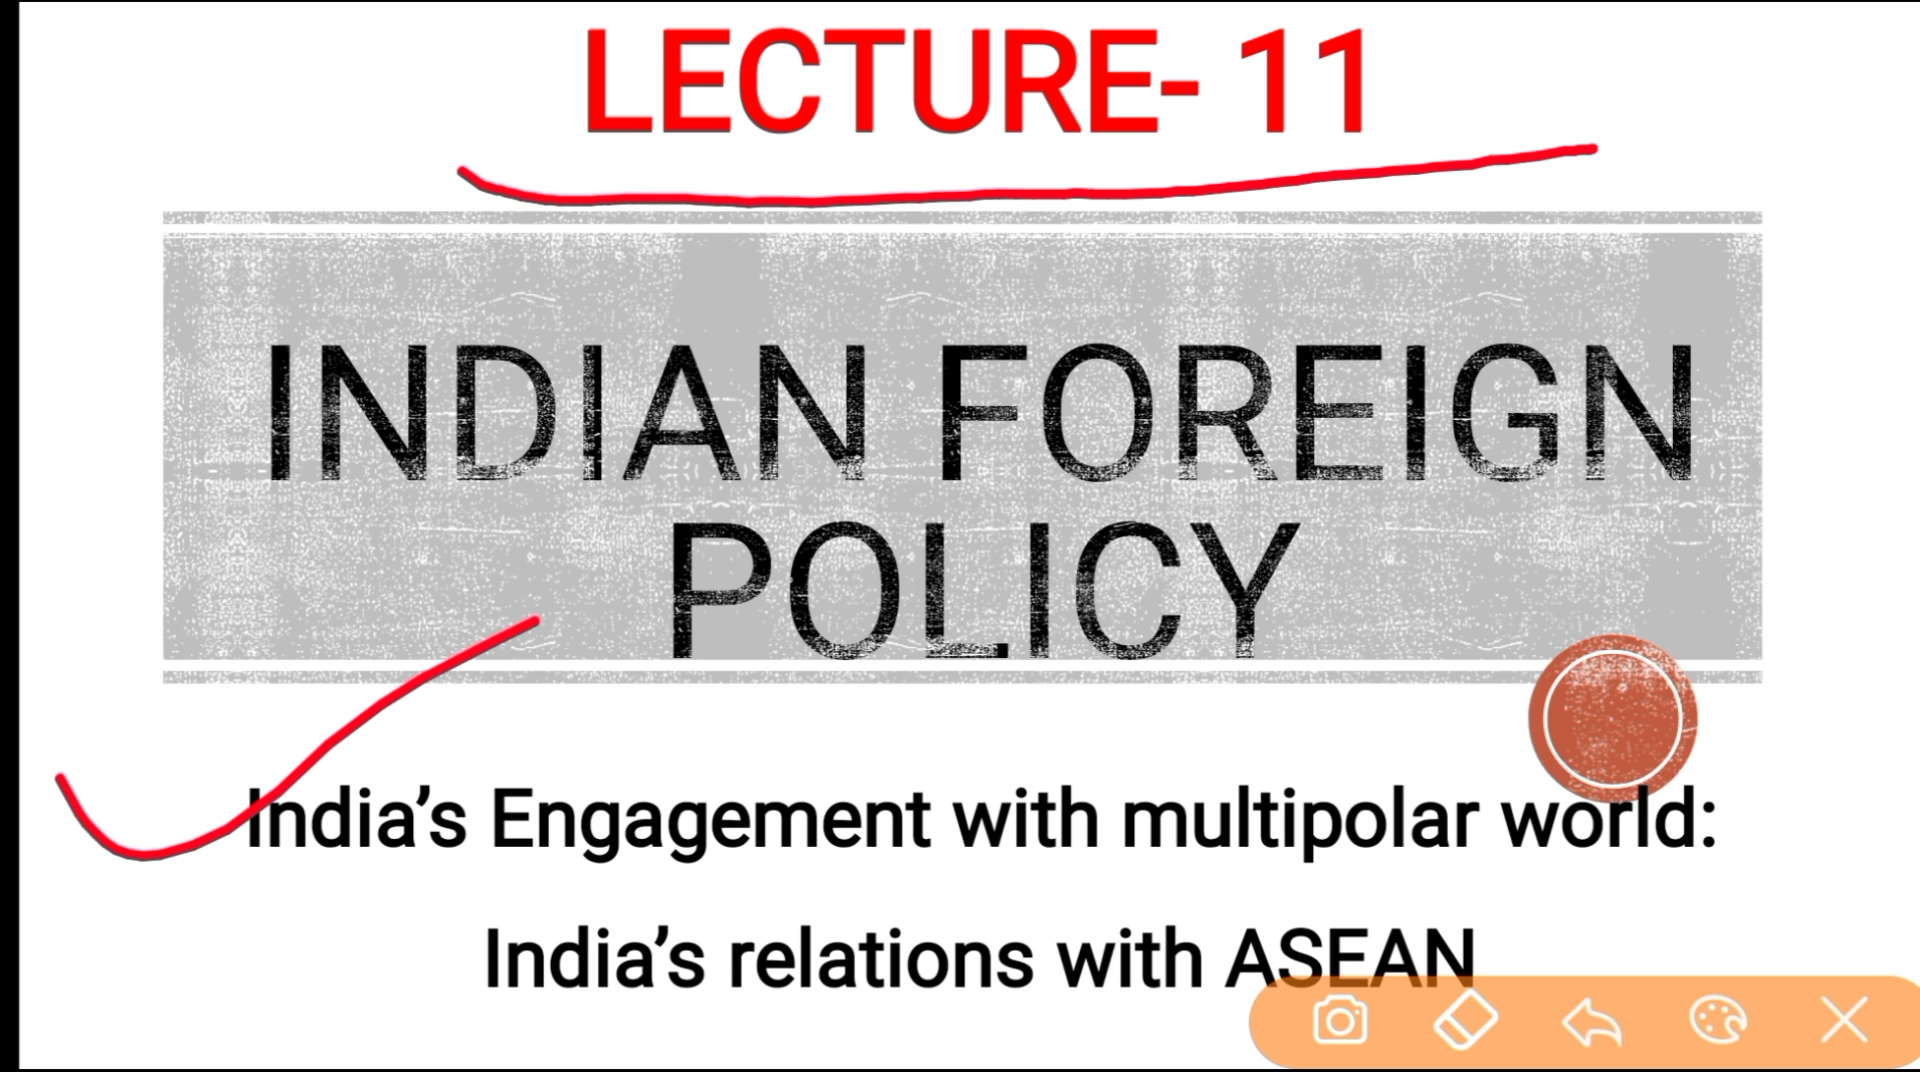 LECTURE- 11
INDIAN FOREIGN
POLICY
India’s Engagement with multipolar world:
India’s relations with ASEAN